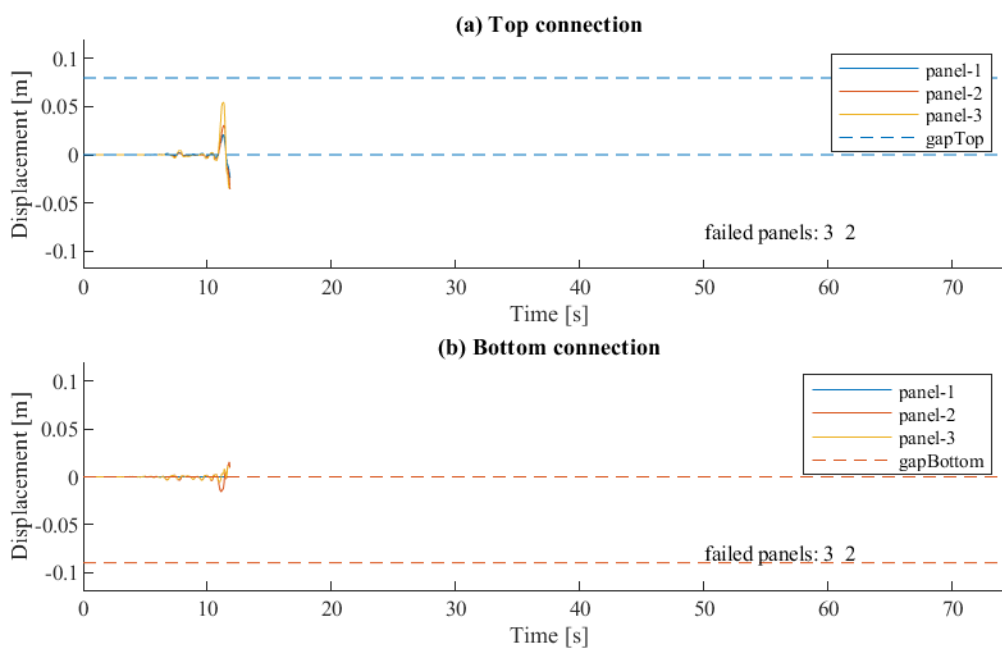 (a) Top connection
0.1
0.05
0
-0.05
-0.1
Displacement [m]
panel-1
panel-2
panel-3
gapTop
failed panels: 3 2
0 10 20 30 40 50 60 70
Time [s]
(b) Bottom connection
0.1
0.05
0
-0.05
-0.1
Displacement [m]
panel-1
panel-2
panel-3
gapBottom
failed panels: 3 2
0 10 20 30 40 50 60 70
Time [s]